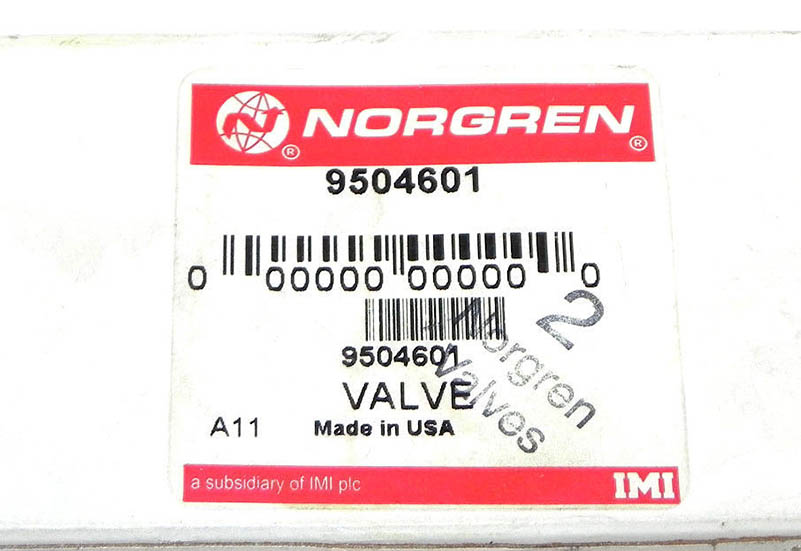 NORGREN
®
®
9504601
0 00000 00000 0
9504601
VALVE
A11 Made in USA
2
Norgren
Valves
a subsidiary of IMI plc
IMI